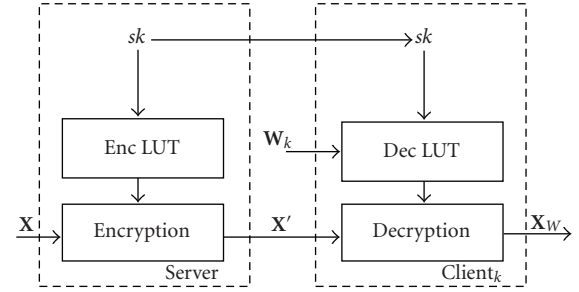 sk sk
Enc LUT
W_k
Dec LUT
X
Encryption
X′
Decryption
X_W
Server
Client_k